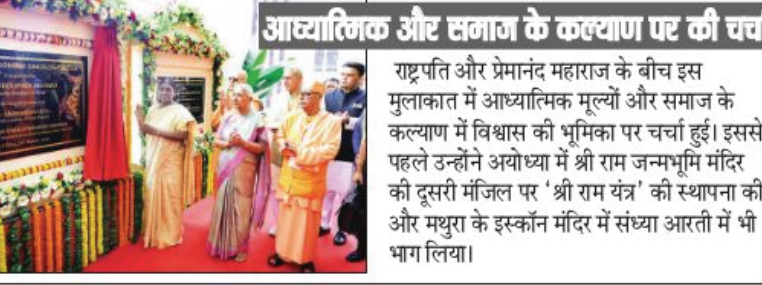 आध्यात्मिक और समाज के कल्याण पर की चर्चा
राष्ट्रपति और प्रेमानंद महाराज के बीच इस
मुलाकात में आध्यात्मिक मूल्यों और समाज के
कल्याण में विश्वास की भूमिका पर चर्चा हुई। इससे
पहले उन्होंने अयोध्या में श्री राम जन्मभूमि मंदिर
की दूसरी मंजिल पर ‘श्री राम यंत्र’ की स्थापना की
और मथुरा के इस्कॉन मंदिर में संध्या आरती में भी
भाग लिया।